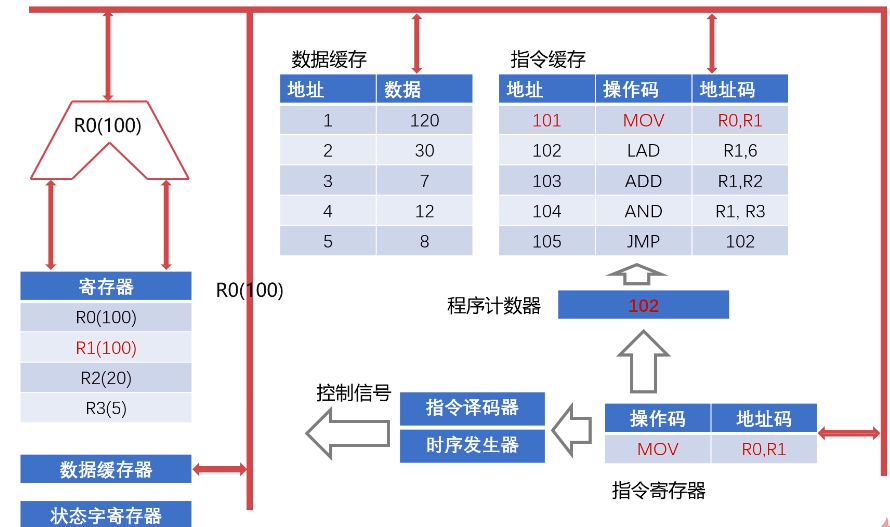 R0(100)
数据缓存
地址 数据
1 120
2 30
3 7
4 12
5 8
指令缓存
地址 操作码 地址码
101 MOV R0,R1
102 LAD R1,6
103 ADD R1,R2
104 AND R1, R3
105 JMP 102
寄存器
R0(100)
R1(100)
R2(20)
R3(5)
R0(100)
程序计数器
102
控制信号
指令译码器
时序发生器
操作码 地址码
MOV R0,R1
指令寄存器
数据缓存器
状态字寄存器